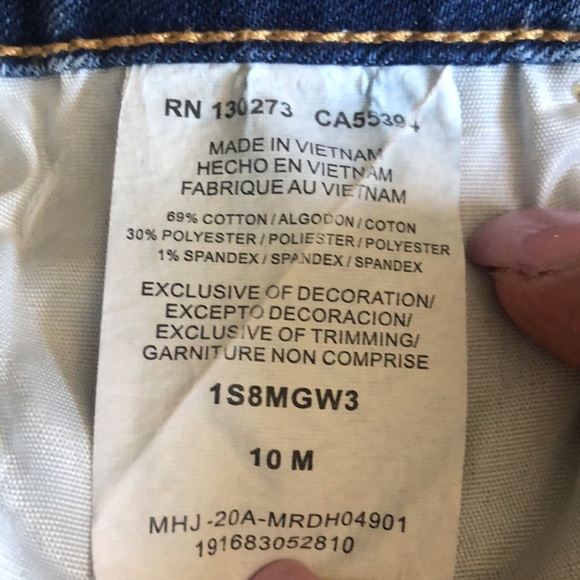 RN 130273 CA55394
MADE IN VIETNAM
HECHO EN VIETNAM
FABRIQUE AU VIETNAM
69% COTTON/ALGODON/COTON
30% POLYESTER/POLIESTER/POLYESTER
1% SPANDEX/SPANDEX/SPANDEX
EXCLUSIVE OF DECORATION/
EXCEPTO DECORACION/
EXCLUSIVE OF TRIMMING/
GARNITURE NON COMPRISE
1S8MGW3
10 M
MHJ-20A-MRDH04901
191683052810